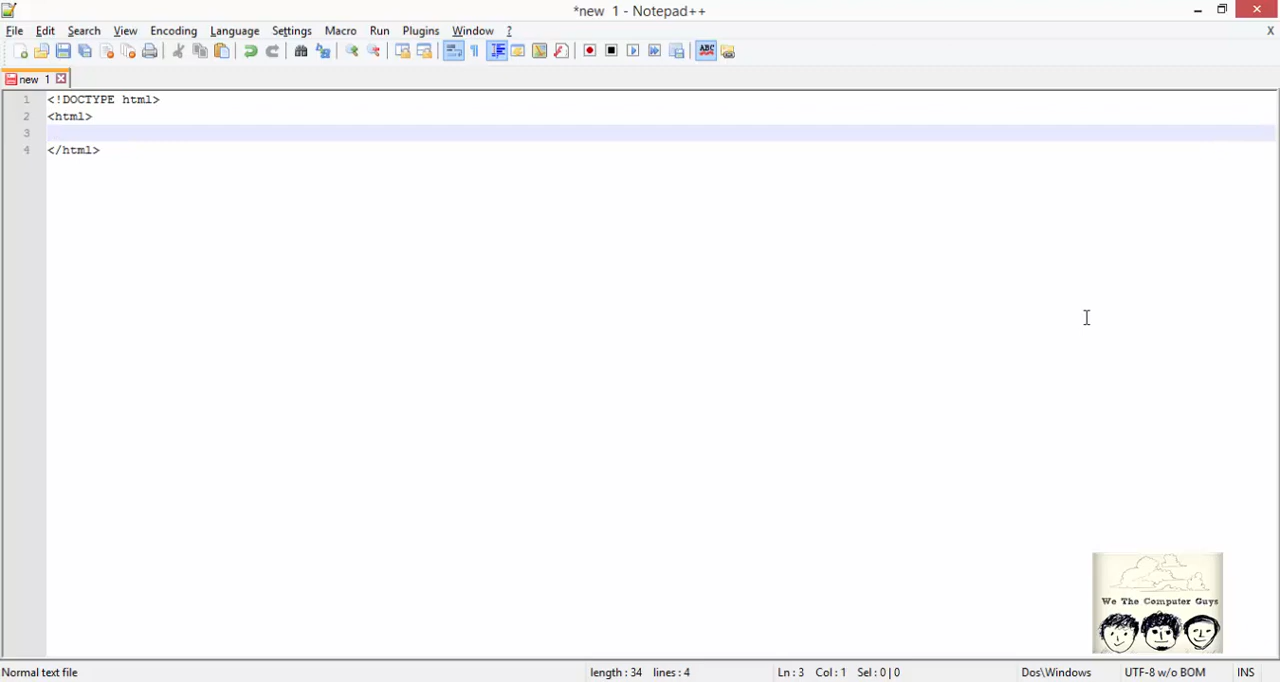 *new 1 - Notepad++
File Edit Search View Encoding Language Settings Macro Run Plugins Window ? X
ABC
new 1
1 <!DOCTYPE html>
2 <html>
3
4 </html>
We The Computer Guys
Normal text file length : 34 lines : 4 Ln : 3 Col : 1 Sel : 0 | 0 Dos\Windows UTF-8 w/o BOM INS